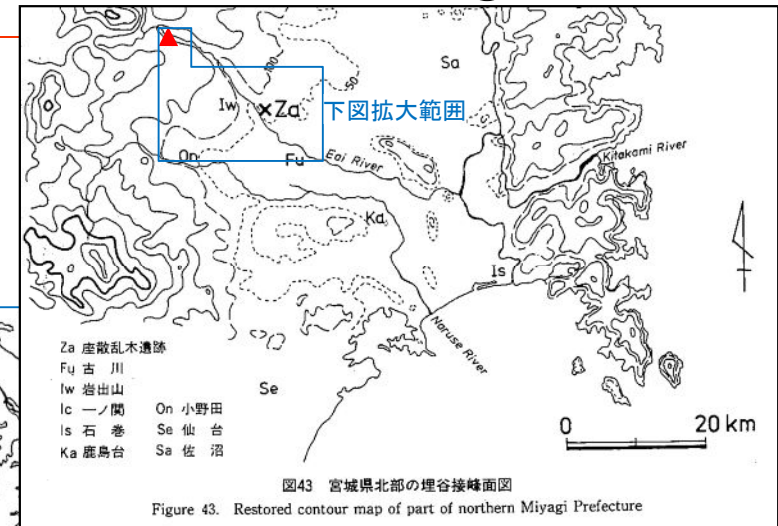 Sa
100
50
Iw
×Za
下図拡大範囲
On
Fu
Eai River
Kitakami River
Ka
Is
Naruse River
Se
Za 座散乱木遺跡
Fu 古 川
Iw 岩出山
Ic 一ノ関 On 小野田
Is 石 巻 Se 仙 台
Ka 鹿島台 Sa 佐 沼
0 20 km
図43 宮城県北部の埋谷接峰面図
Figure 43. Restored contour map of part of northern Miyagi Prefecture